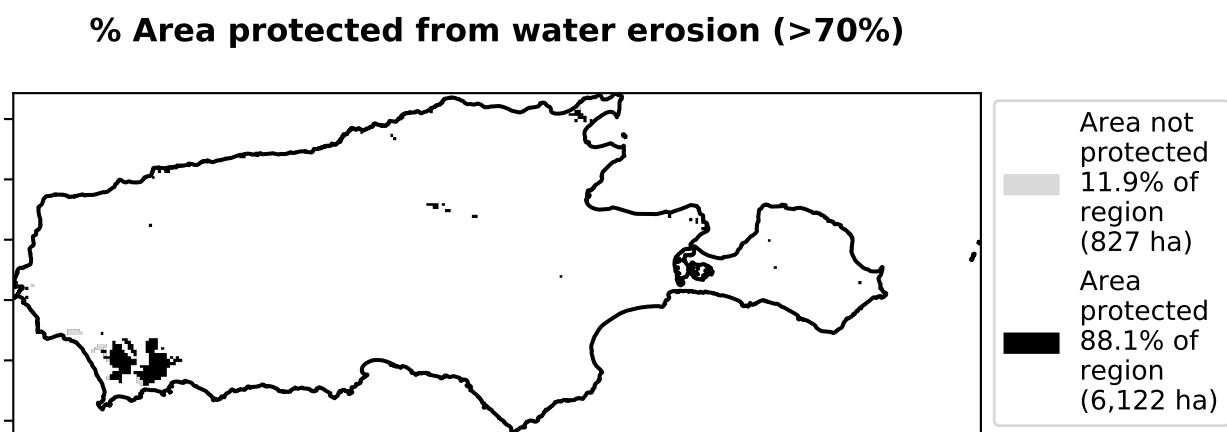 % Area protected from water erosion (>70%)
Area not
protected
11.9% of
region
(827 ha)
Area
protected
88.1% of
region
(6,122 ha)